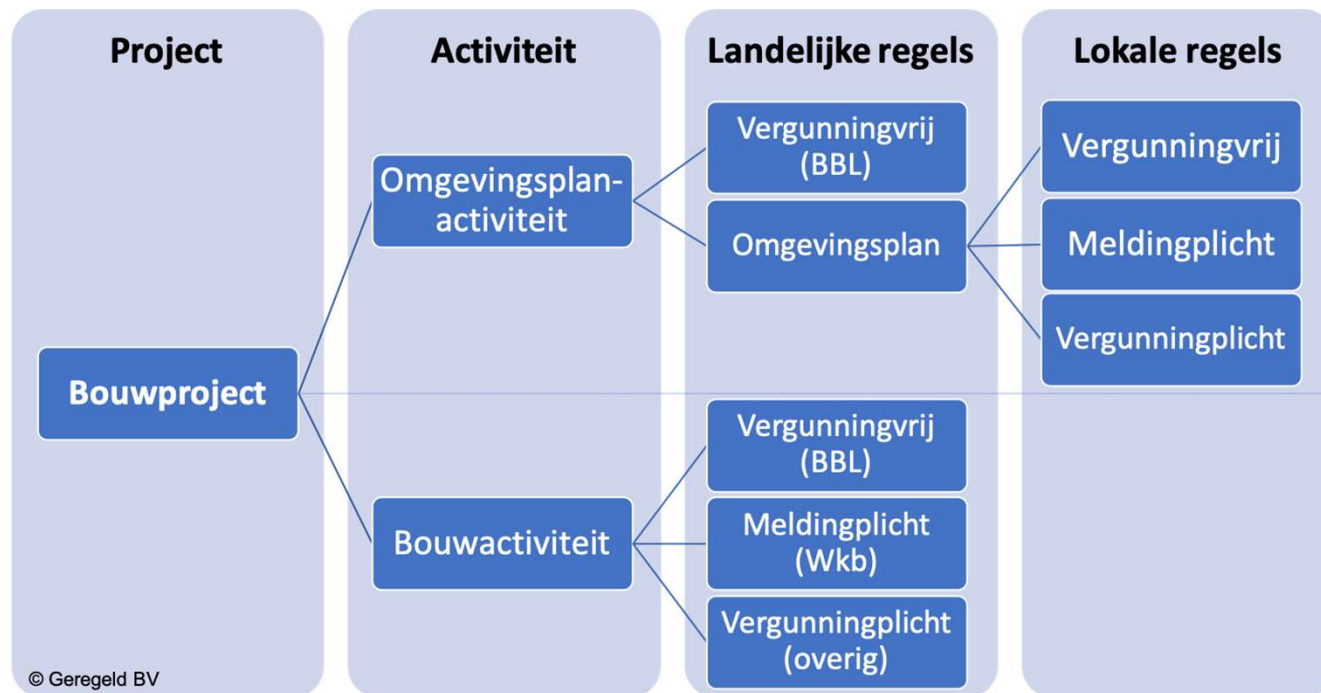 Project
Activiteit
Landelijke regels
Lokale regels
Bouwproject
Omgevingsplan-
activiteit
Bouwactiviteit
Vergunningvrij
(BBL)
Omgevingsplan
Vergunningvrij
(BBL)
Meldingplicht
(Wkb)
Vergunningplicht
(overig)
Vergunningvrij
Meldingplicht
Vergunningplicht
© Geregeld BV